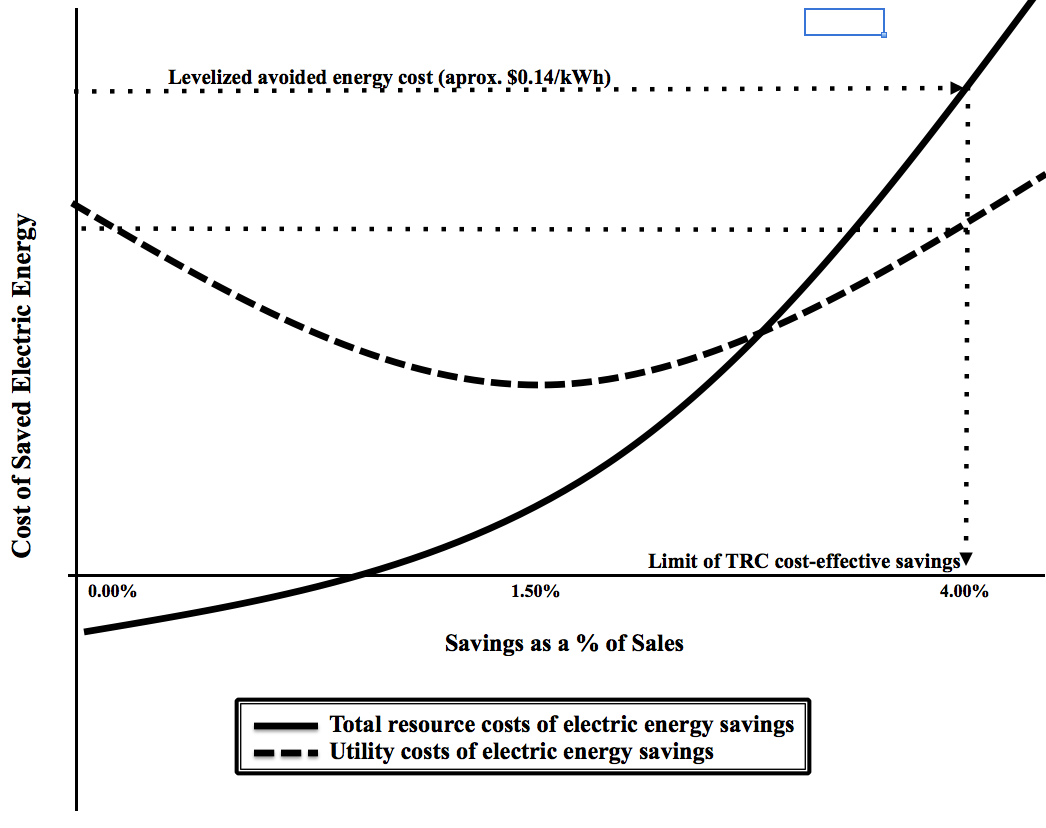 Levelized avoided energy cost (aprox. $0.14/kWh)
Cost of Saved Electric Energy
Limit of TRC cost-effective savings
0.00% 1.50% 4.00%
Savings as a % of Sales
Total resource costs of electric energy savings
Utility costs of electric energy savings